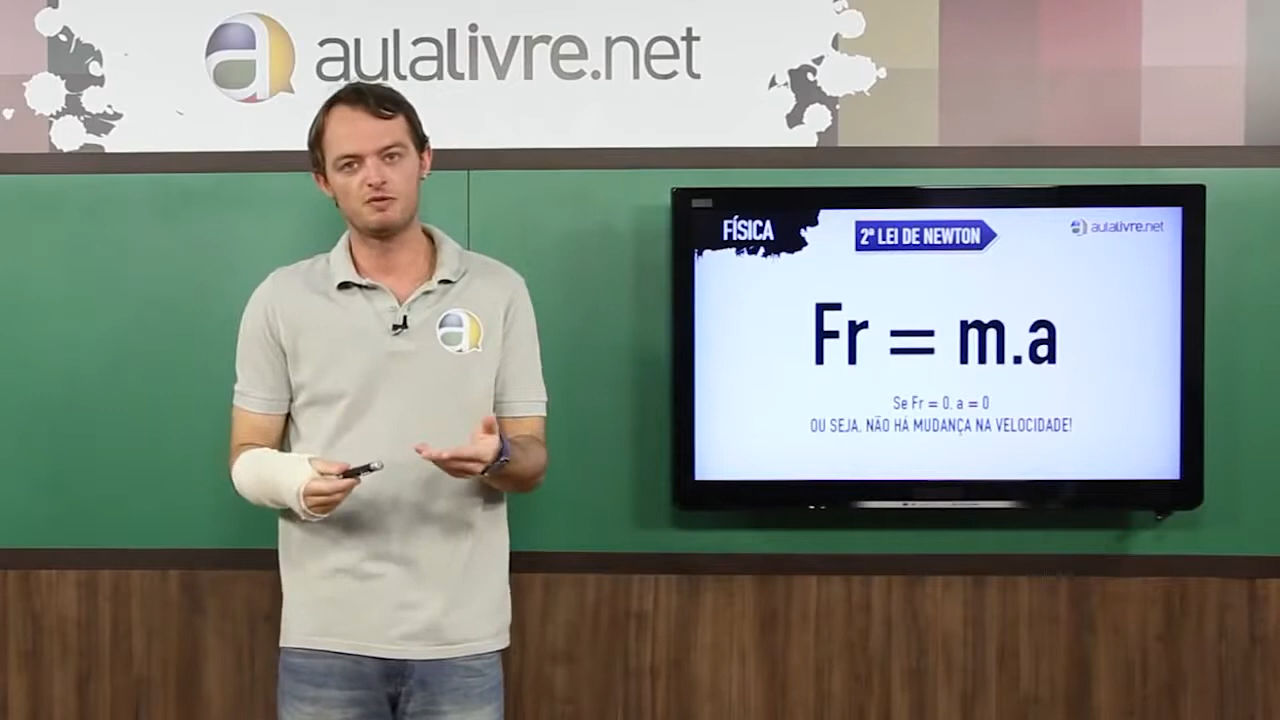 aulalivre.net
FÍSICA
2ª LEI DE NEWTON
aulalivre.net
Fr = m.a
Se Fr = 0, a = 0
OU SEJA, NÃO HÁ MUDANÇA NA VELOCIDADE!